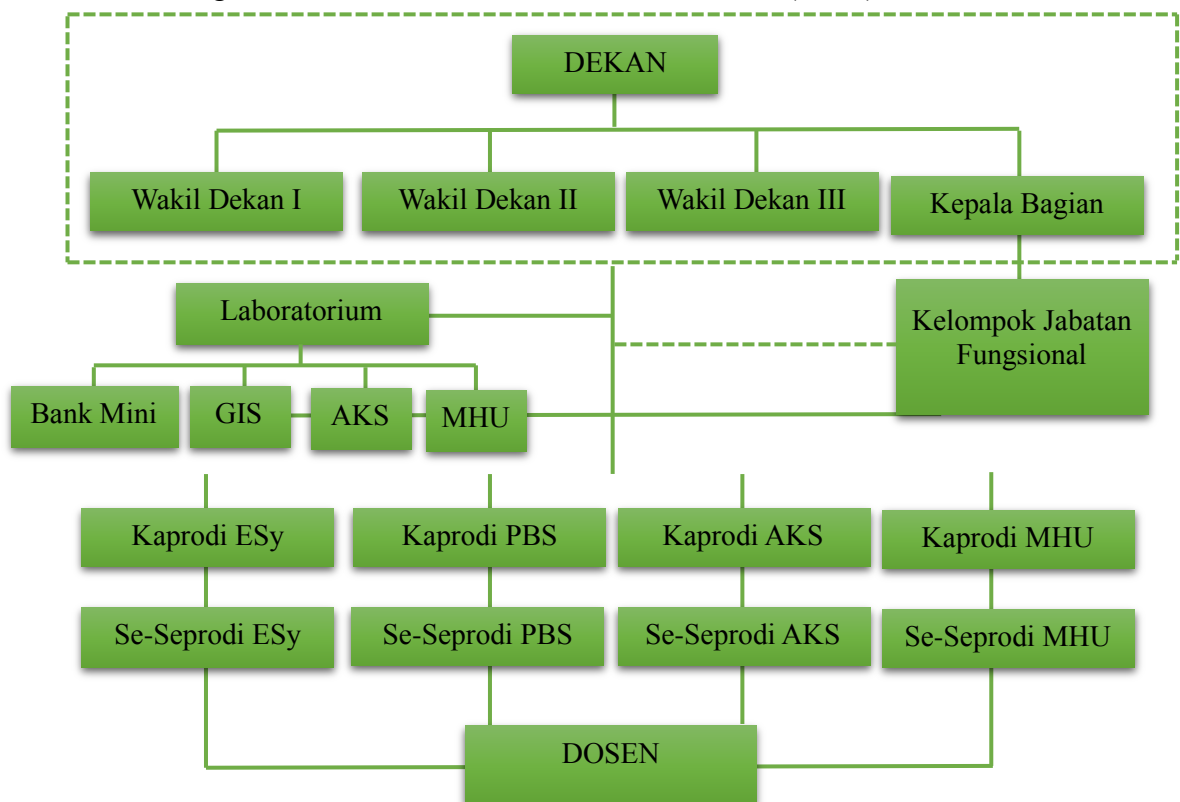 DEKAN
Wakil Dekan I
Wakil Dekan II
Wakil Dekan III
Kepala Bagian
Laboratorium
Kelompok Jabatan
Fungsional
Bank Mini
GIS
AKS
MHU
Kaprodi ESy
Kaprodi PBS
Kaprodi AKS
Kaprodi MHU
Se-Seprodi ESy
Se-Seprodi PBS
Se-Seprodi AKS
Se-Seprodi MHU
DOSEN